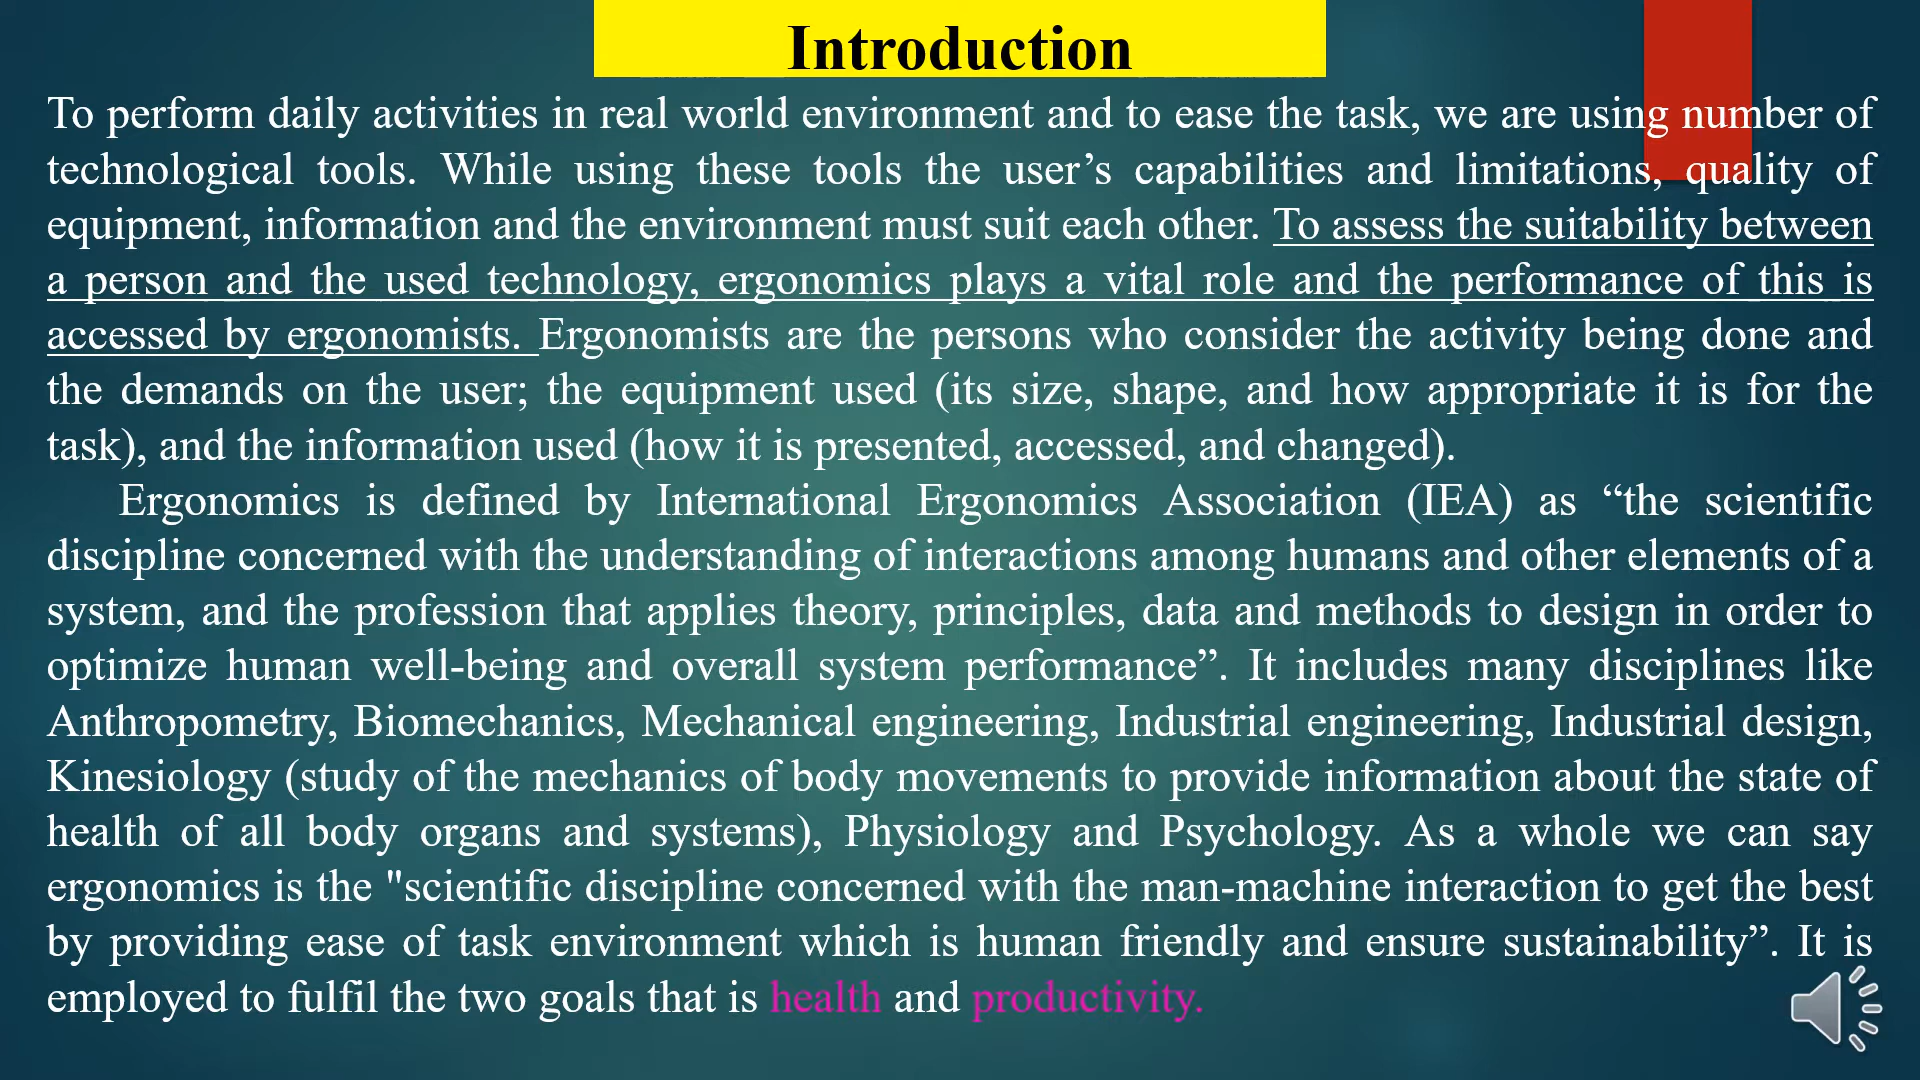 Introduction
To perform daily activities in real world environment and to ease the task, we are using number of
technological tools. While using these tools the user’s capabilities and limitations, quality of
equipment, information and the environment must suit each other. To assess the suitability between
a person and the used technology, ergonomics plays a vital role and the performance of this is
accessed by ergonomists. Ergonomists are the persons who consider the activity being done and
the demands on the user; the equipment used (its size, shape, and how appropriate it is for the
task), and the information used (how it is presented, accessed, and changed).
Ergonomics is defined by International Ergonomics Association (IEA) as “the scientific
discipline concerned with the understanding of interactions among humans and other elements of a
system, and the profession that applies theory, principles, data and methods to design in order to
optimize human well-being and overall system performance”. It includes many disciplines like
Anthropometry, Biomechanics, Mechanical engineering, Industrial engineering, Industrial design,
Kinesiology (study of the mechanics of body movements to provide information about the state of
health of all body organs and systems), Physiology and Psychology. As a whole we can say
ergonomics is the "scientific discipline concerned with the man-machine interaction to get the best
by providing ease of task environment which is human friendly and ensure sustainability”. It is
employed to fulfil the two goals that is health and productivity.